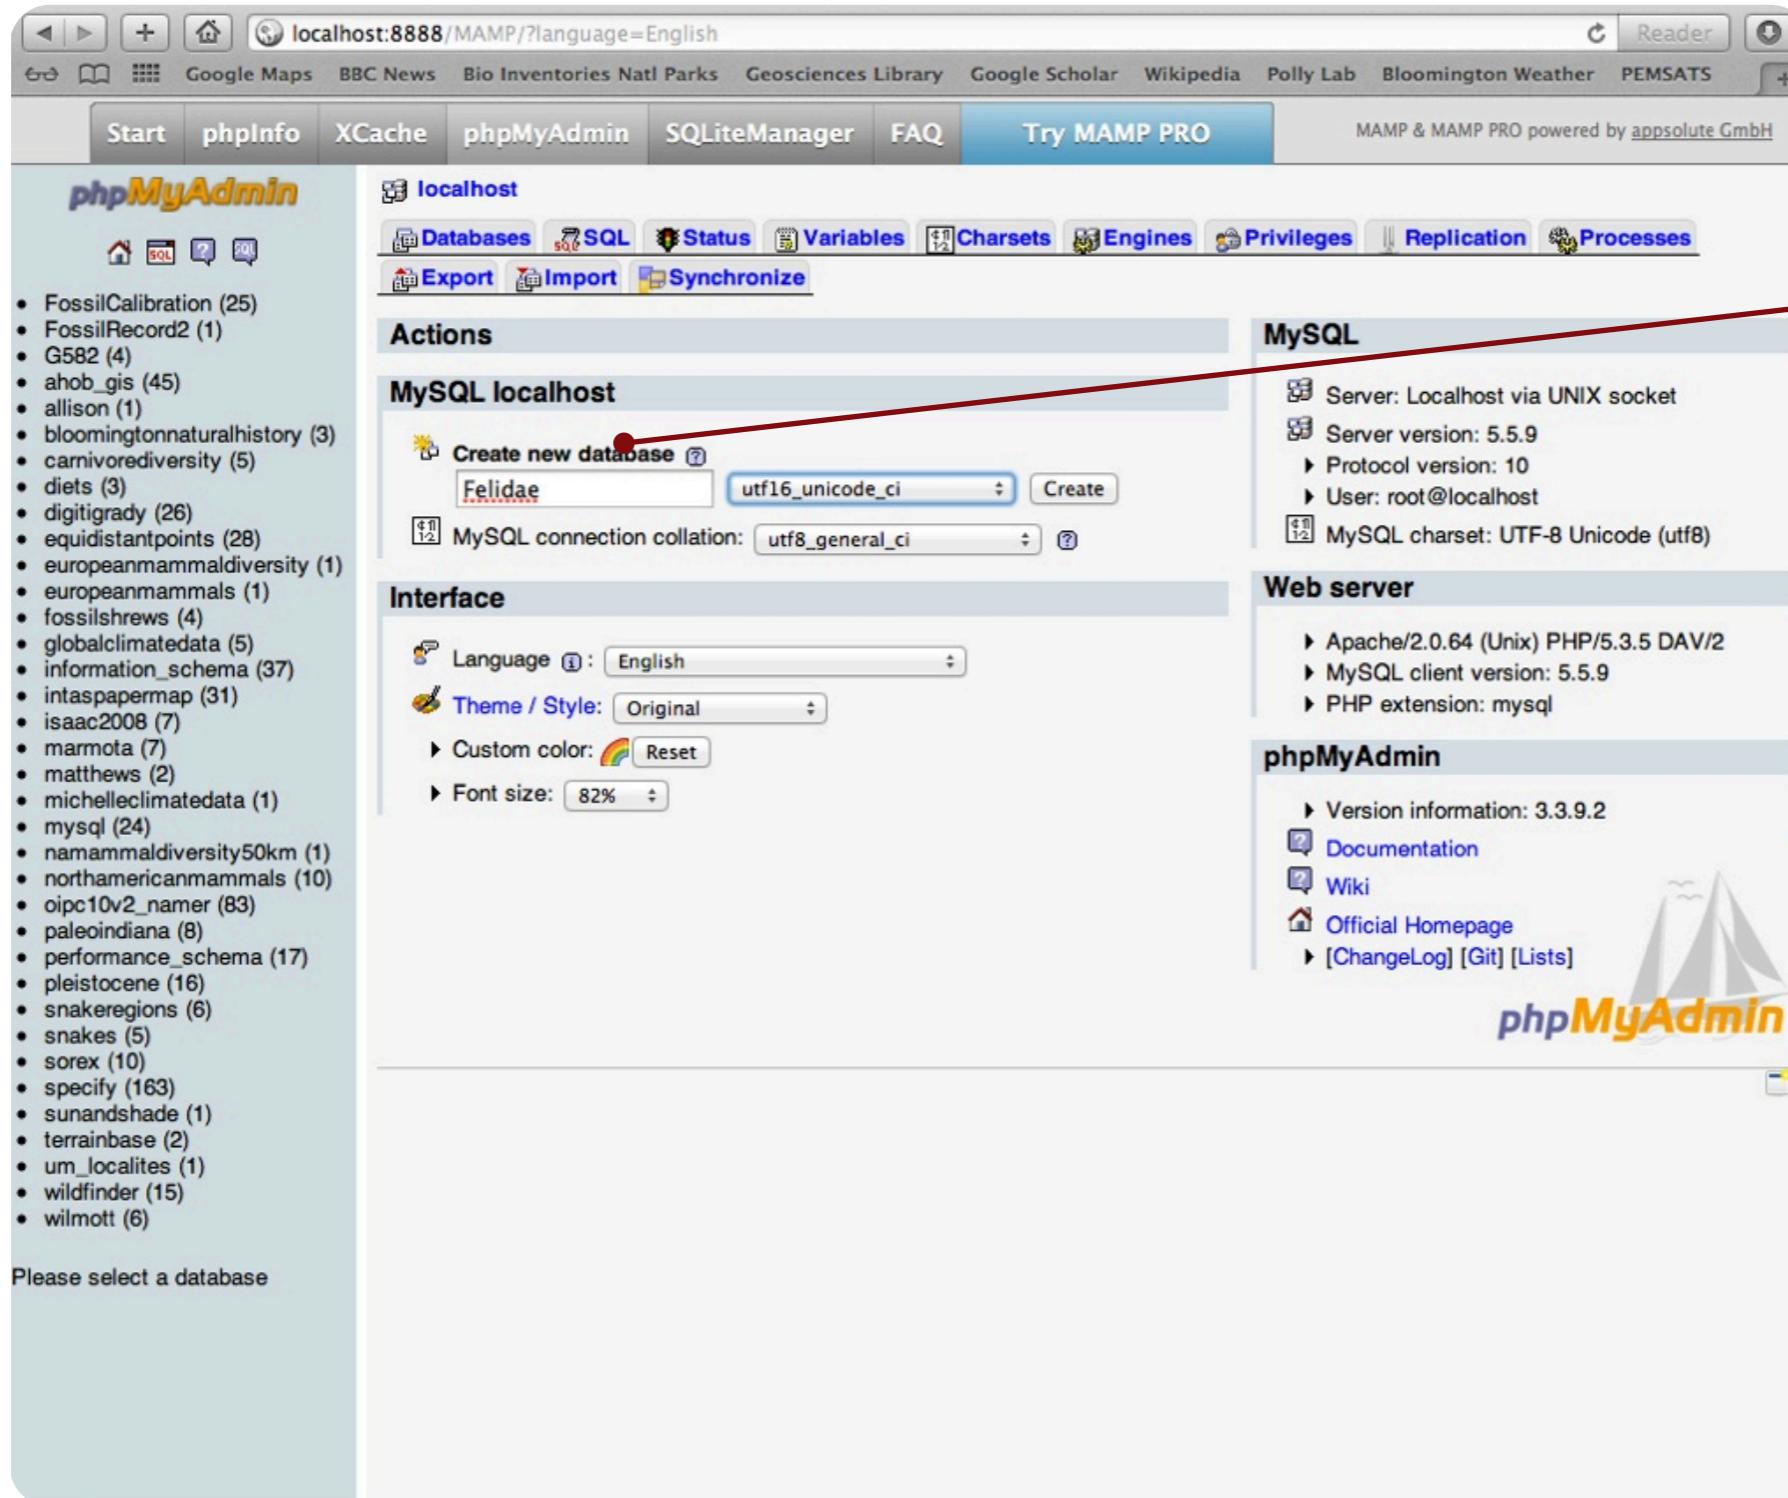 localhost:8888/MAMP/?language=English Reader
Google Maps BBC News Bio Inventories Natl Parks Geosciences Library Google Scholar Wikipedia Polly Lab Bloomington Weather PEMSATS
Start phpInfo XCache phpMyAdmin SQLiteManager FAQ Try MAMP PRO MAMP & MAMP PRO powered by appsolute GmbH
phpMyAdmin
FossilCalibration (25)
FossilRecord2 (1)
G582 (4)
ahob_gis (45)
allison (1)
bloomingtonnaturalhistory (3)
carnivorediversity (5)
diets (3)
digitigrady (26)
equidistantpoints (28)
europeanmammaldiversity (1)
europeanmammals (1)
fossilshrews (4)
globalclimatedata (5)
information_schema (37)
intaspapermap (31)
isaac2008 (7)
marmota (7)
matthews (2)
michelleclimatedata (1)
mysql (24)
namammaldiversity50km (1)
northamericanmammals (10)
oipc10v2_namer (83)
paleoindiana (8)
performance_schema (17)
pleistocene (16)
snakeregions (6)
snakes (5)
sorex (10)
specify (163)
sunandshade (1)
terrainbase (2)
um_localites (1)
wildfinder (15)
wilmott (6)
Please select a database
localhost
Databases SQL Status Variables Charsets Engines Privileges Replication Processes
Export Import Synchronize
Actions
MySQL localhost
Create new database
Felidae utf16_unicode_ci Create
MySQL connection collation: utf8_general_ci
Interface
Language : English
Theme / Style: Original
Custom color: Reset
Font size: 82%
MySQL
Server: Localhost via UNIX socket
Server version: 5.5.9
Protocol version: 10
User: root@localhost
MySQL charset: UTF-8 Unicode (utf8)
Web server
Apache/2.0.64 (Unix) PHP/5.3.5 DAV/2
MySQL client version: 5.5.9
PHP extension: mysql
phpMyAdmin
Version information: 3.3.9.2
Documentation
Wiki
Official Homepage
[ChangeLog] [Git] [Lists]
phpMyAdmin